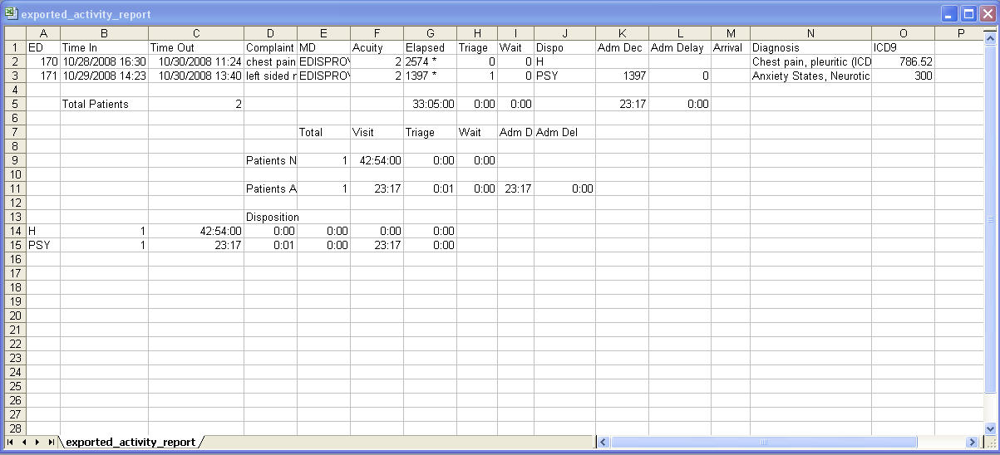 exported_activity_report
A B C D E F G H I J K L M N O P
1 ED Time In Time Out Complaint MD Acuity Elapsed Triage Wait Dispo Adm Dec Adm Delay Arrival Diagnosis ICD9
2 170 10/28/2008 16:30 10/30/2008 11:24 chest pain EDISPROV 2 2574 * 0 0 H Chest pain, pleuritic (ICD 786.52
3 171 10/29/2008 14:23 10/30/2008 13:40 left sided r EDISPROV 2 1397 * 1 0 PSY 1397 0 Anxiety States, Neurotic 300
4
5 Total Patients 2 33:05:00 0:00 0:00 23:17 0:00
6
7 Total Visit Triage Wait Adm D Adm Del
8
9 Patients N 1 42:54:00 0:00 0:00
10
11 Patients A 1 23:17 0:01 0:00 23:17 0:00
12
13 Disposition
14 H 1 42:54:00 0:00 0:00 0:00 0:00
15 PSY 1 23:17 0:01 0:00 23:17 0:00
16
17
18
19
20
21
22
23
24
25
26
27
28
exported_activity_report